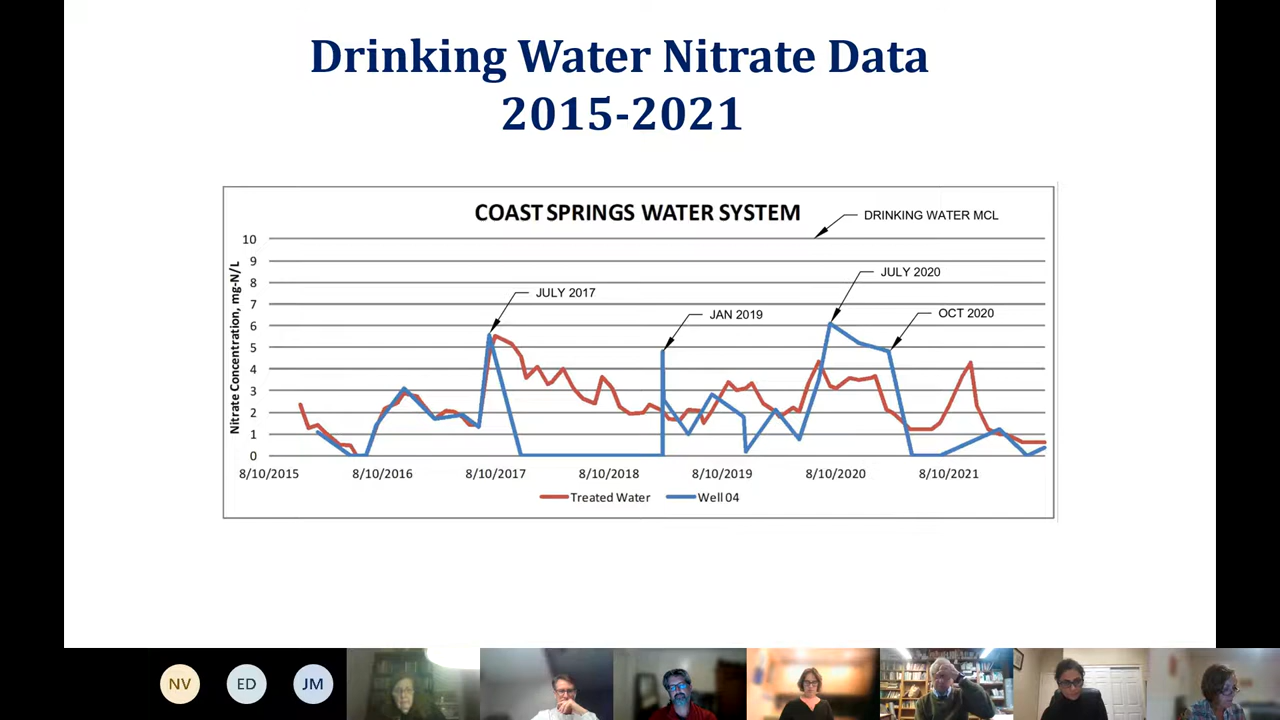 Drinking Water Nitrate Data
2015-2021
COAST SPRINGS WATER SYSTEM
DRINKING WATER MCL
JULY 2020
JULY 2017
JAN 2019
OCT 2020
Nitrate Concentration, mg-N/L
10
9
8
7
6
5
4
3
2
1
0
8/10/2015 8/10/2016 8/10/2017 8/10/2018 8/10/2019 8/10/2020 8/10/2021
Treated Water Well 04
NV ED JM